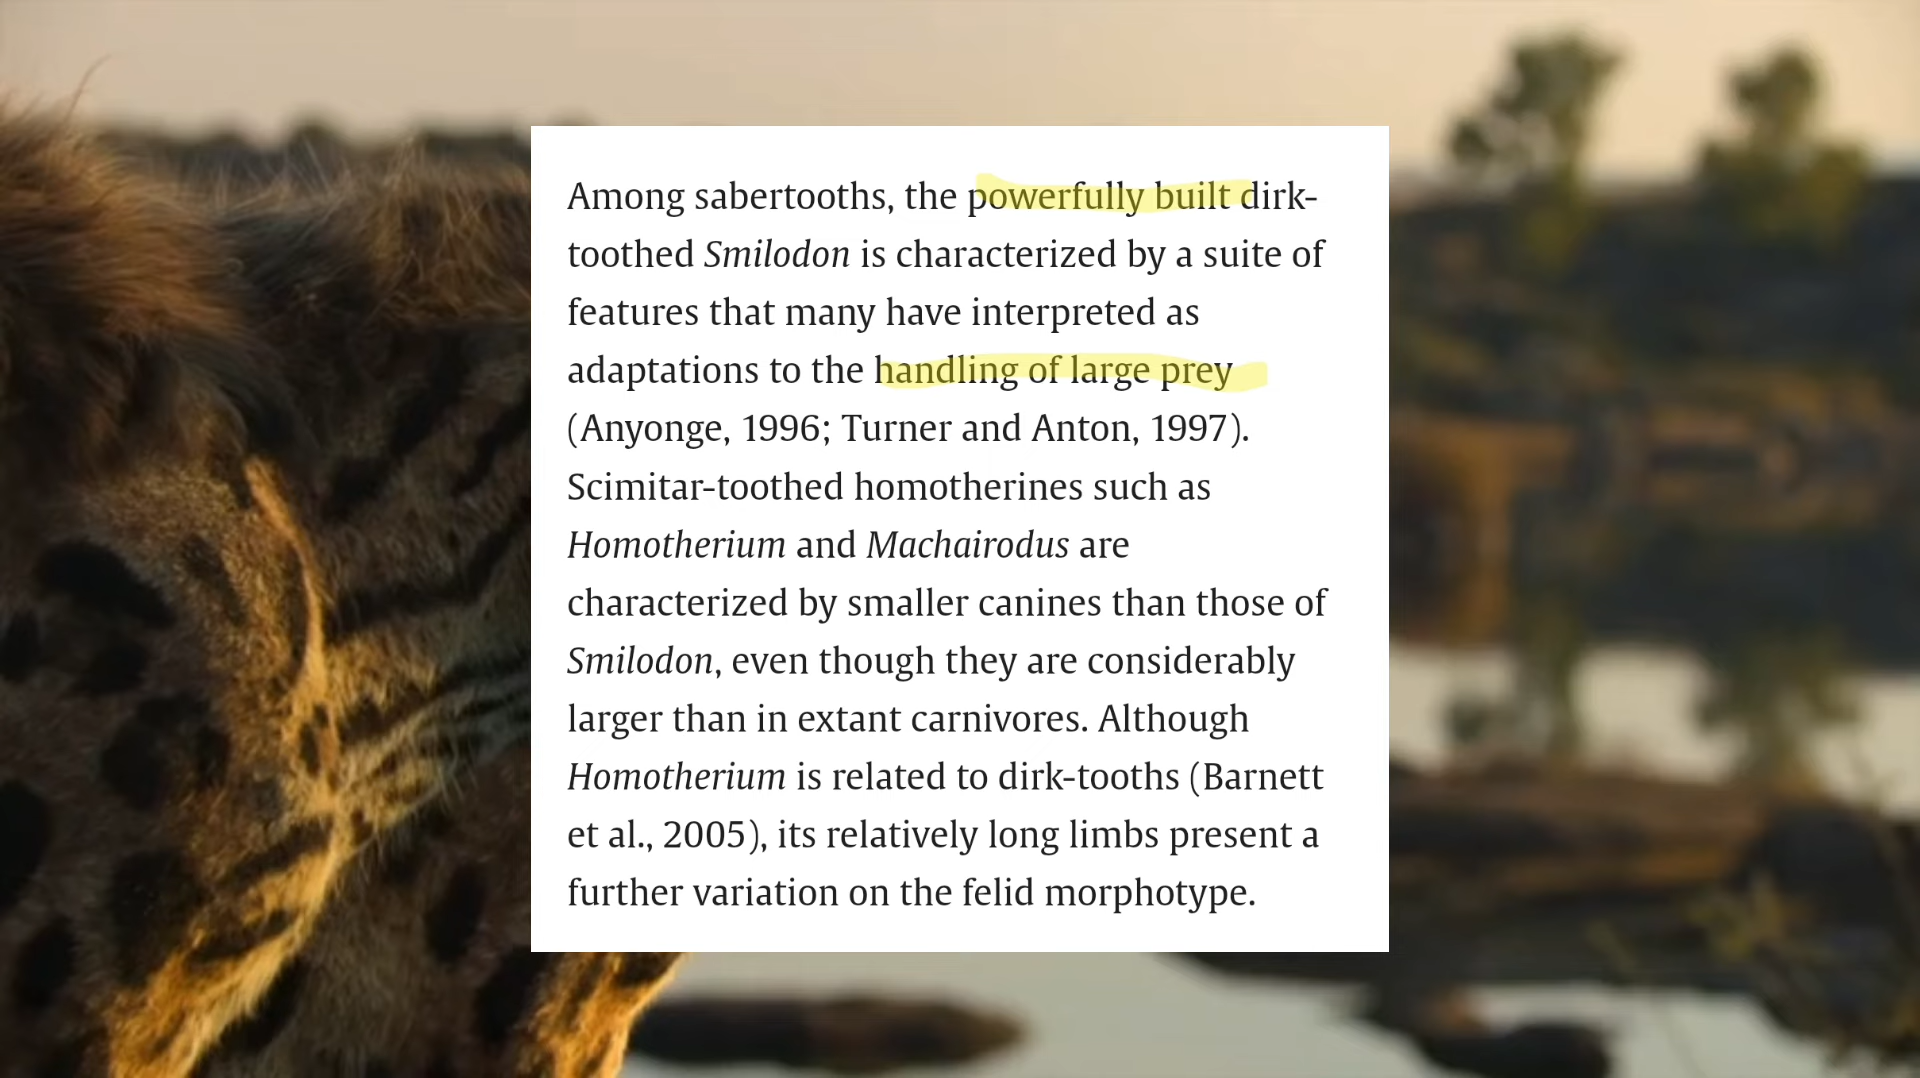 Among sabertooths, the powerfully built dirk-
toothed Smilodon is characterized by a suite of
features that many have interpreted as
adaptations to the handling of large prey
(Anyonge, 1996; Turner and Anton, 1997).
Scimitar-toothed homotherines such as
Homotherium and Machairodus are
characterized by smaller canines than those of
Smilodon, even though they are considerably
larger than in extant carnivores. Although
Homotherium is related to dirk-tooths (Barnett
et al., 2005), its relatively long limbs present a
further variation on the felid morphotype.